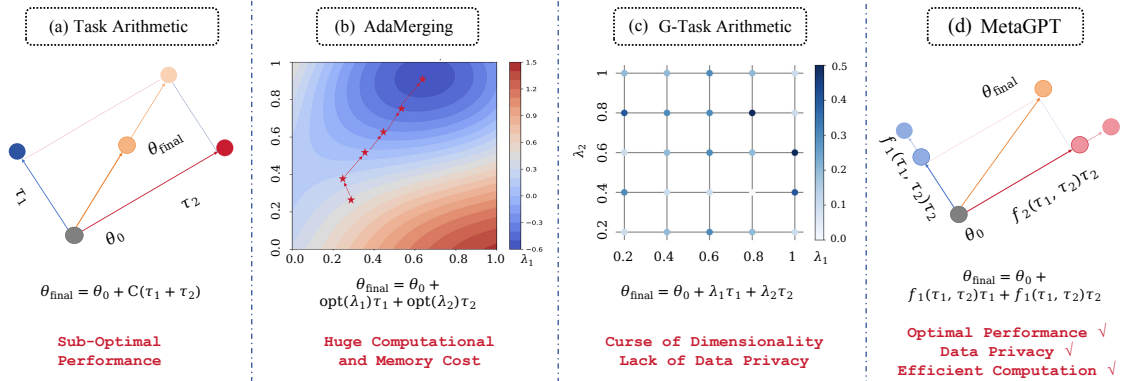 (a) Task Arithmetic
θ_final
τ₁
τ₂
θ₀
θ_final = θ₀ + C(τ₁ + τ₂)
Sub-Optimal
Performance
(b) AdaMerging
1.0
0.8
0.6
0.4
0.2
0.0
0.0 0.2 0.4 0.6 0.8 1.0
λ₁
1.5
1.2
0.9
0.6
0.3
0.0
−0.3
−0.6
θ_final = θ₀ +
opt(λ₁)τ₁ + opt(λ₂)τ₂
Huge Computational
and Memory Cost
(c) G-Task Arithmetic
λ₂
1
0.8
0.6
0.4
0.2
0.2 0.4 0.6 0.8 1
λ₁
0.5
0.4
0.3
0.2
0.1
0.0
θ_final = θ₀ + λ₁τ₁ + λ₂τ₂
Curse of Dimensionality
Lack of Data Privacy
(d) MetaGPT
θ_final
f₁(τ₁, τ₂)τ₂
f₂(τ₁, τ₂)τ₂
θ₀
θ_final = θ₀ +
f₁(τ₁, τ₂)τ₁ + f₁(τ₁, τ₂)τ₂
Optimal Performance √
Data Privacy √
Efficient Computation √